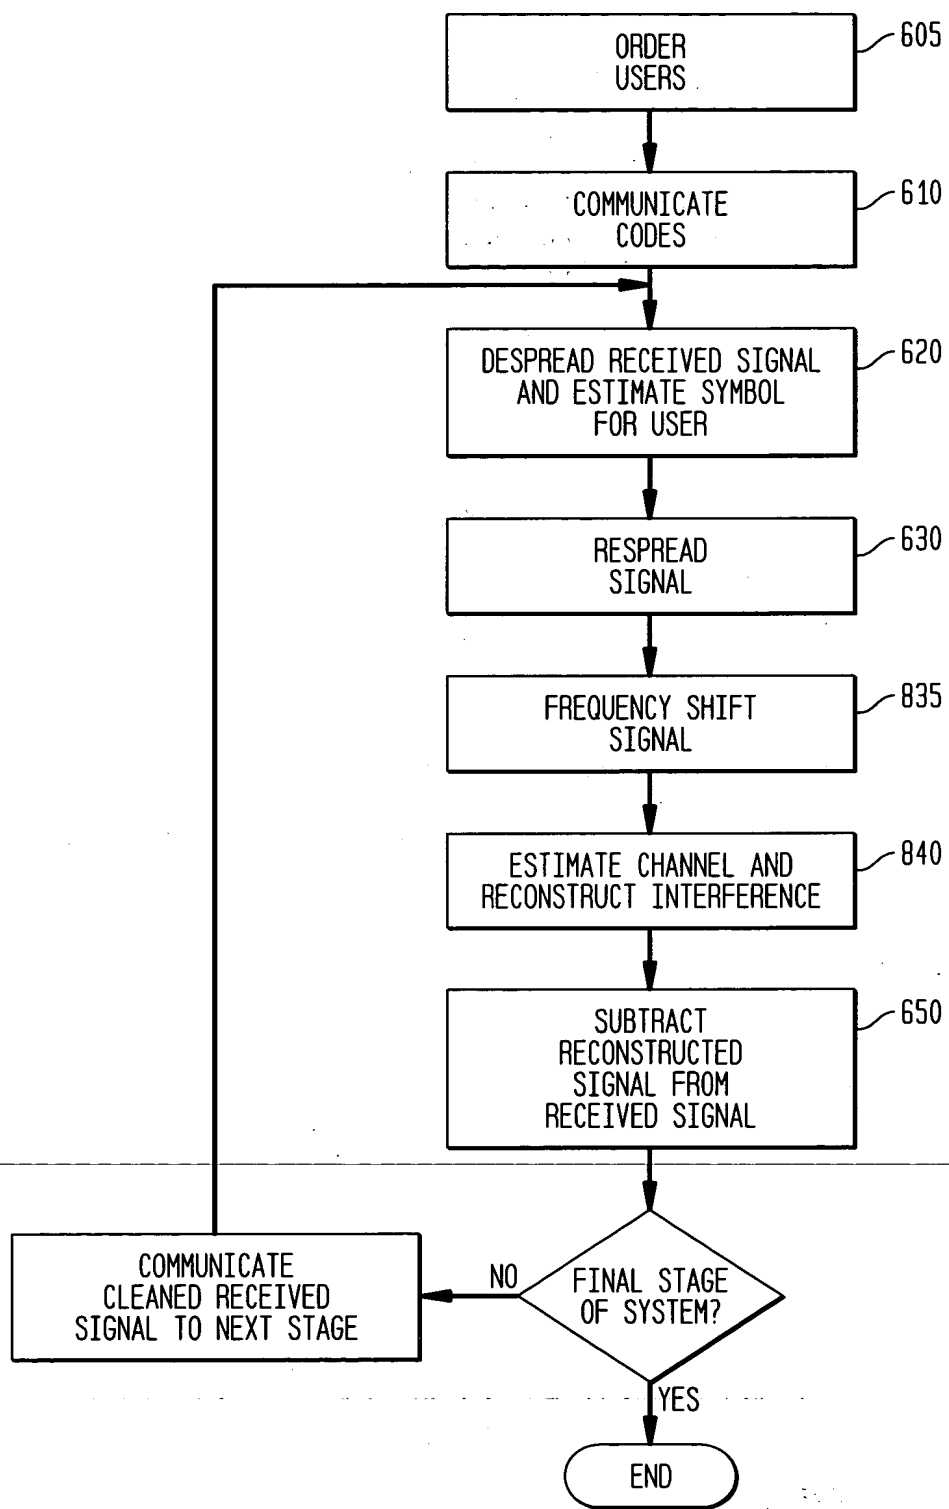 ORDER
USERS
605
COMMUNICATE
CODES
610
DESPREAD RECEIVED SIGNAL
AND ESTIMATE SYMBOL
FOR USER
620
RESPREAD
SIGNAL
630
FREQUENCY SHIFT
SIGNAL
835
ESTIMATE CHANNEL AND
RECONSTRUCT INTERFERENCE
840
SUBTRACT
RECONSTRUCTED
SIGNAL FROM
RECEIVED SIGNAL
650
FINAL STAGE
OF SYSTEM?
NO
COMMUNICATE
CLEANED RECEIVED
SIGNAL TO NEXT STAGE
YES
END